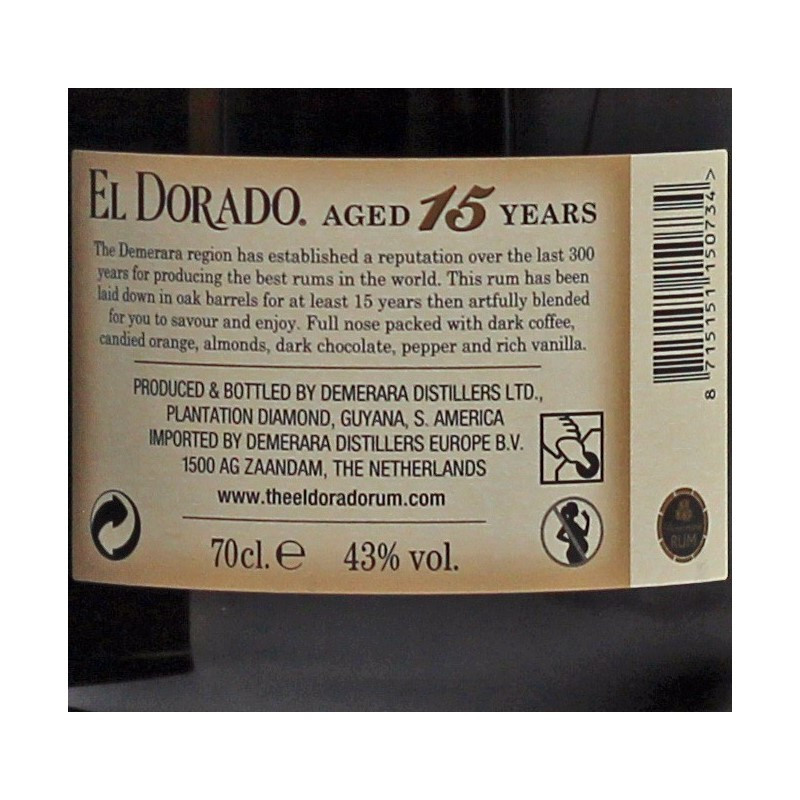 EL DORADO. AGED 15 YEARS
The Demerara region has established a reputation over the last 300
years for producing the best rums in the world. This rum has been
laid down in oak barrels for at least 15 years then artfully blended
for you to savour and enjoy. Full nose packed with dark coffee,
candied orange, almonds, dark chocolate, pepper and rich vanilla.
PRODUCED & BOTTLED BY DEMERARA DISTILLERS LTD.,
PLANTATION DIAMOND, GUYANA, S. AMERICA
IMPORTED BY DEMERARA DISTILLERS EUROPE B.V.
1500 AG ZAANDAM, THE NETHERLANDS
www.theeldoradorum.com
70cl. e 43% vol.
8 715151 150734 >
RUM